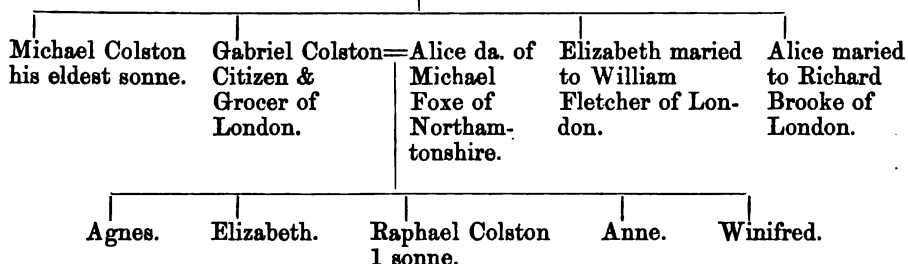 Michael Colston
his eldest sonne.
Gabriel Colston=
Citizen &
Grocer of
London.
Alice da. of
Michael
Foxe of
Northam-
tonshire.
Elizabeth maried
to William
Fletcher of Lon-
don.
Alice maried
to Richard
Brooke of
London.
Agnes.
Elizabeth.
Raphael Colston
1 sonne.
Anne.
Winifred.